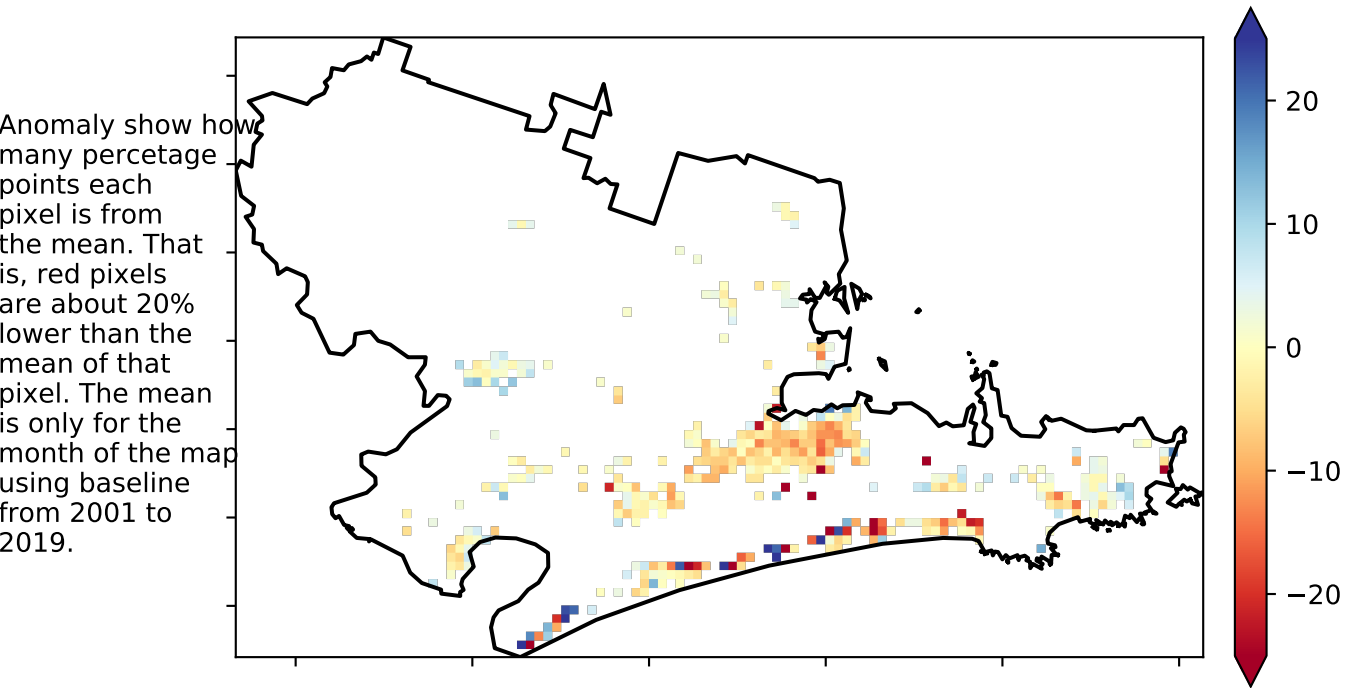 Anomaly show how
many percetage
points each
pixel is from
the mean. That
is, red pixels
are about 20%
lower than the
mean of that
pixel. The mean
is only for the
month of the map
using baseline
from 2001 to
2019.
20
10
0
−10
−20